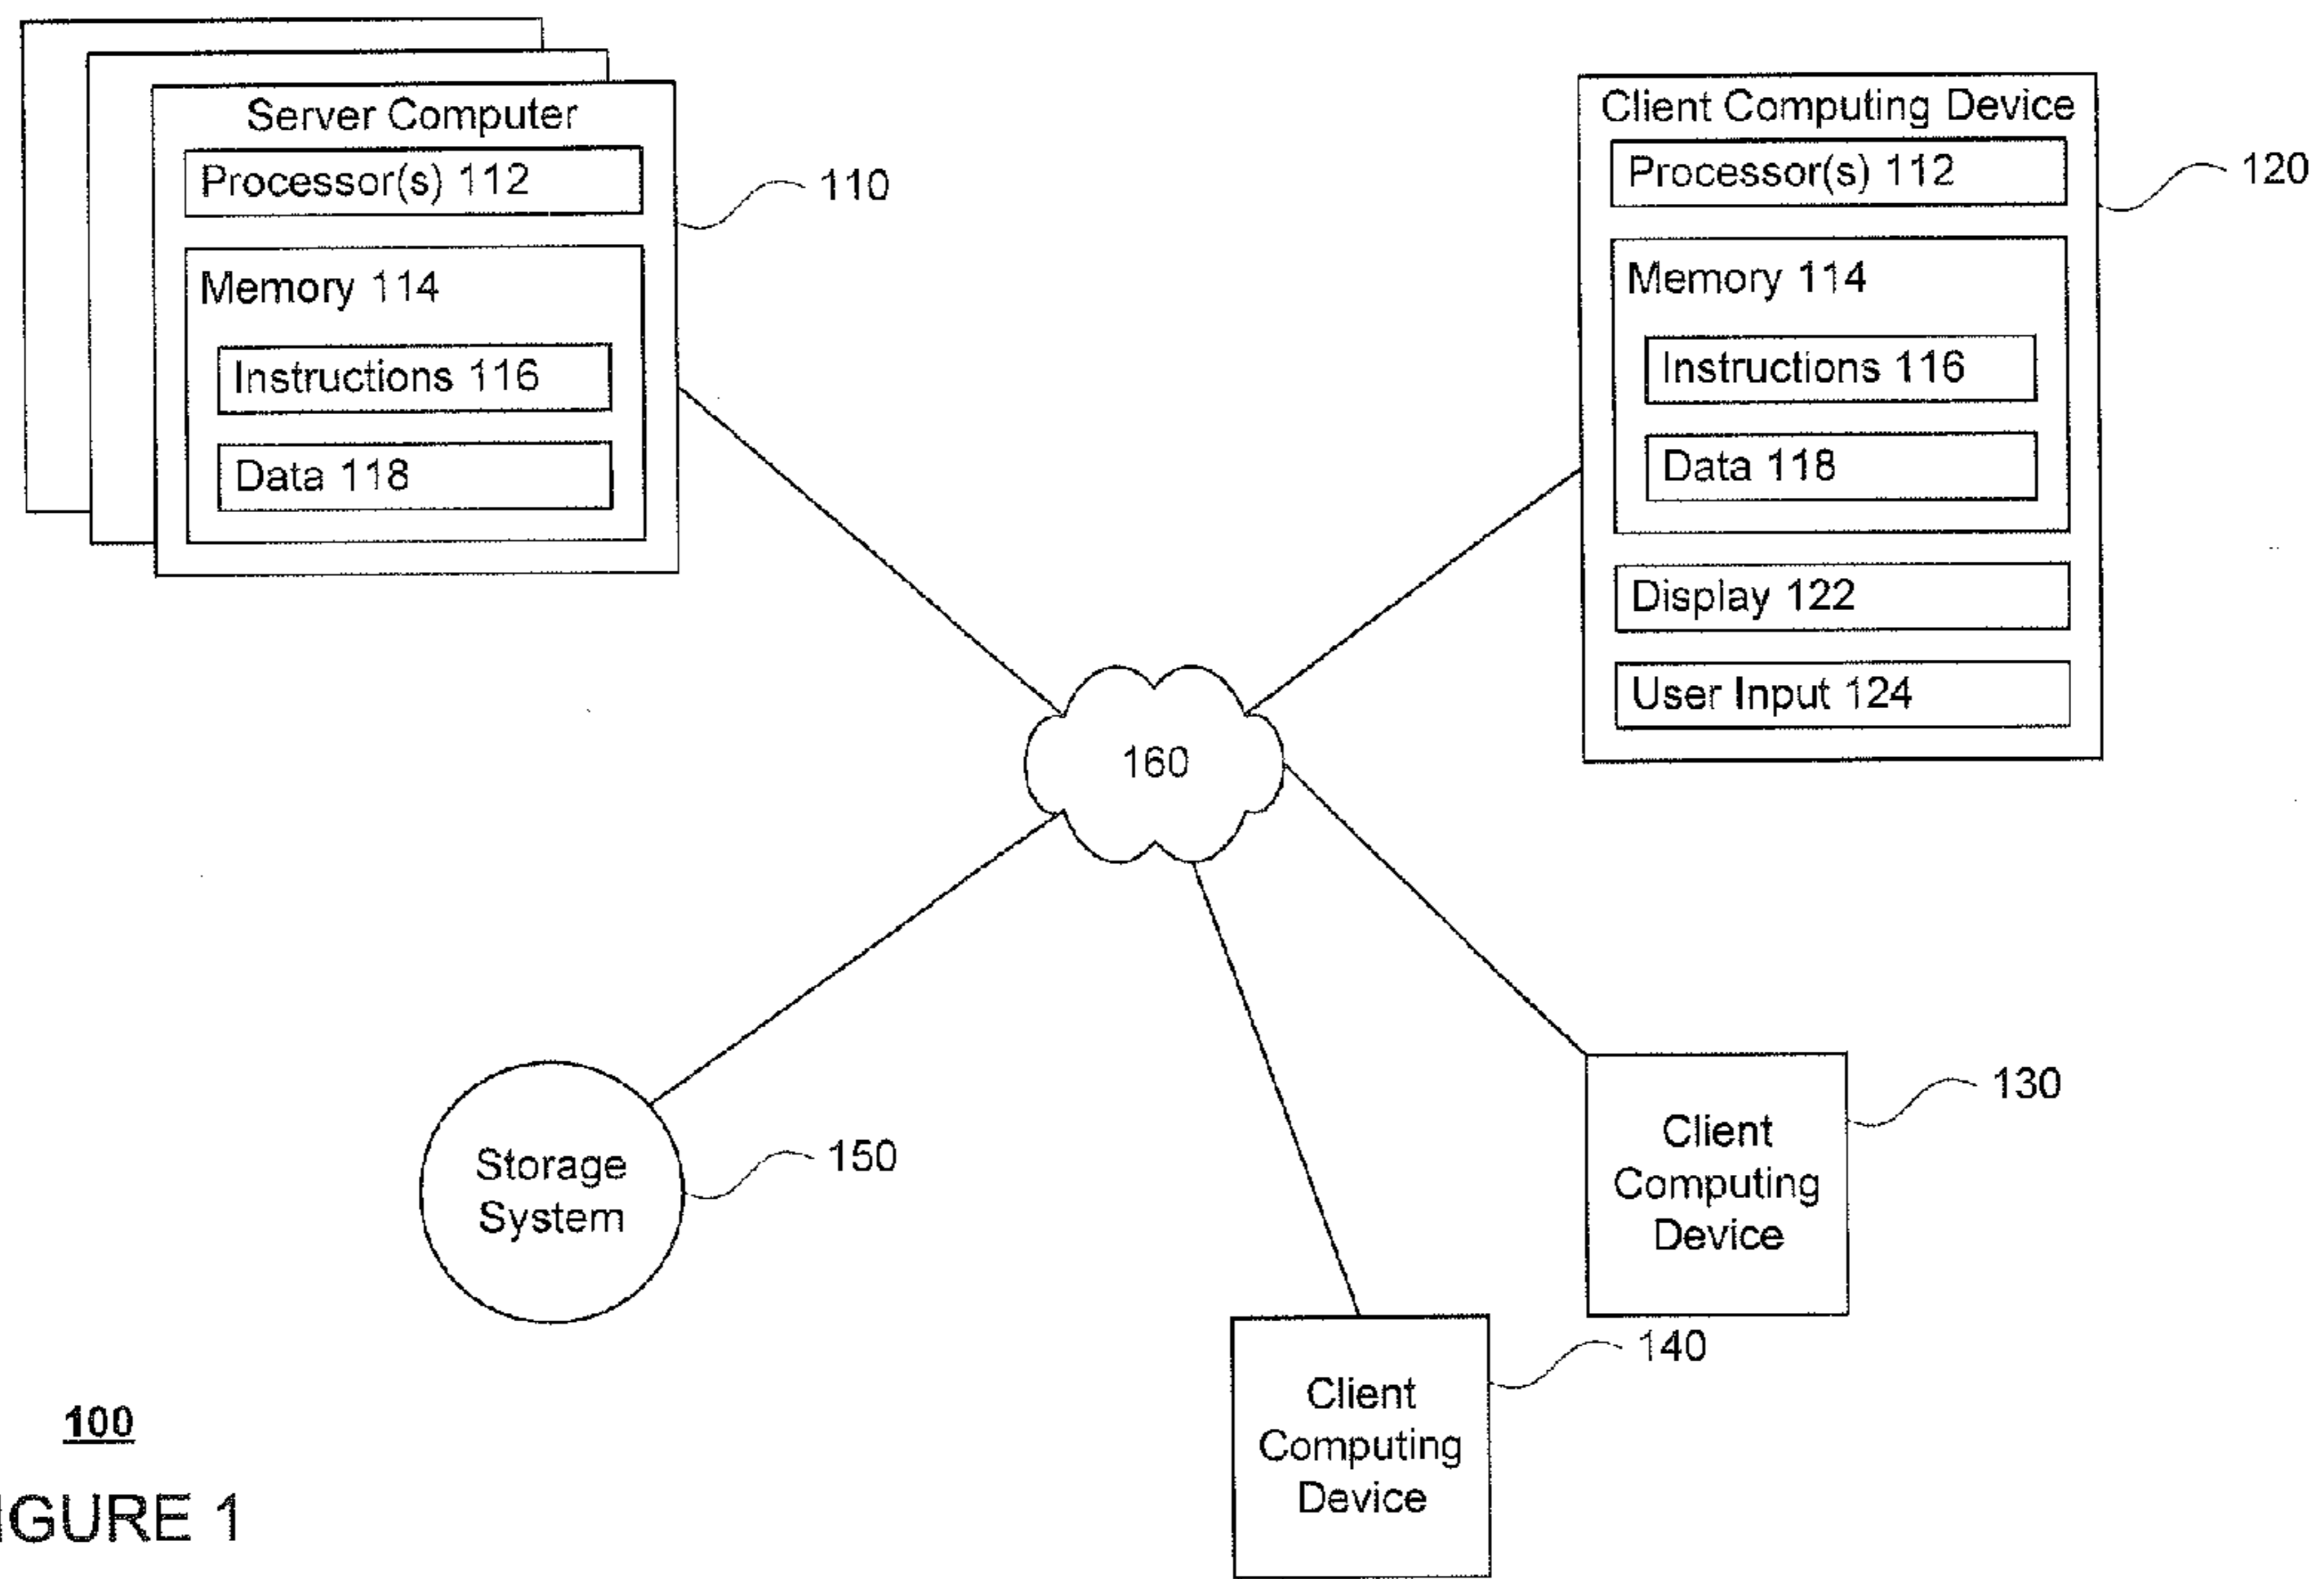 Server Computer
Processor(s) 112
Memory 114
Instructions 116
Data 118
110
Client Computing Device
Processor(s) 112
Memory 114
Instructions 116
Data 118
Display 122
User Input 124
120
160
Storage
System
150
Client
Computing
Device
130
Client
Computing
Device
140
100
IGURE 1